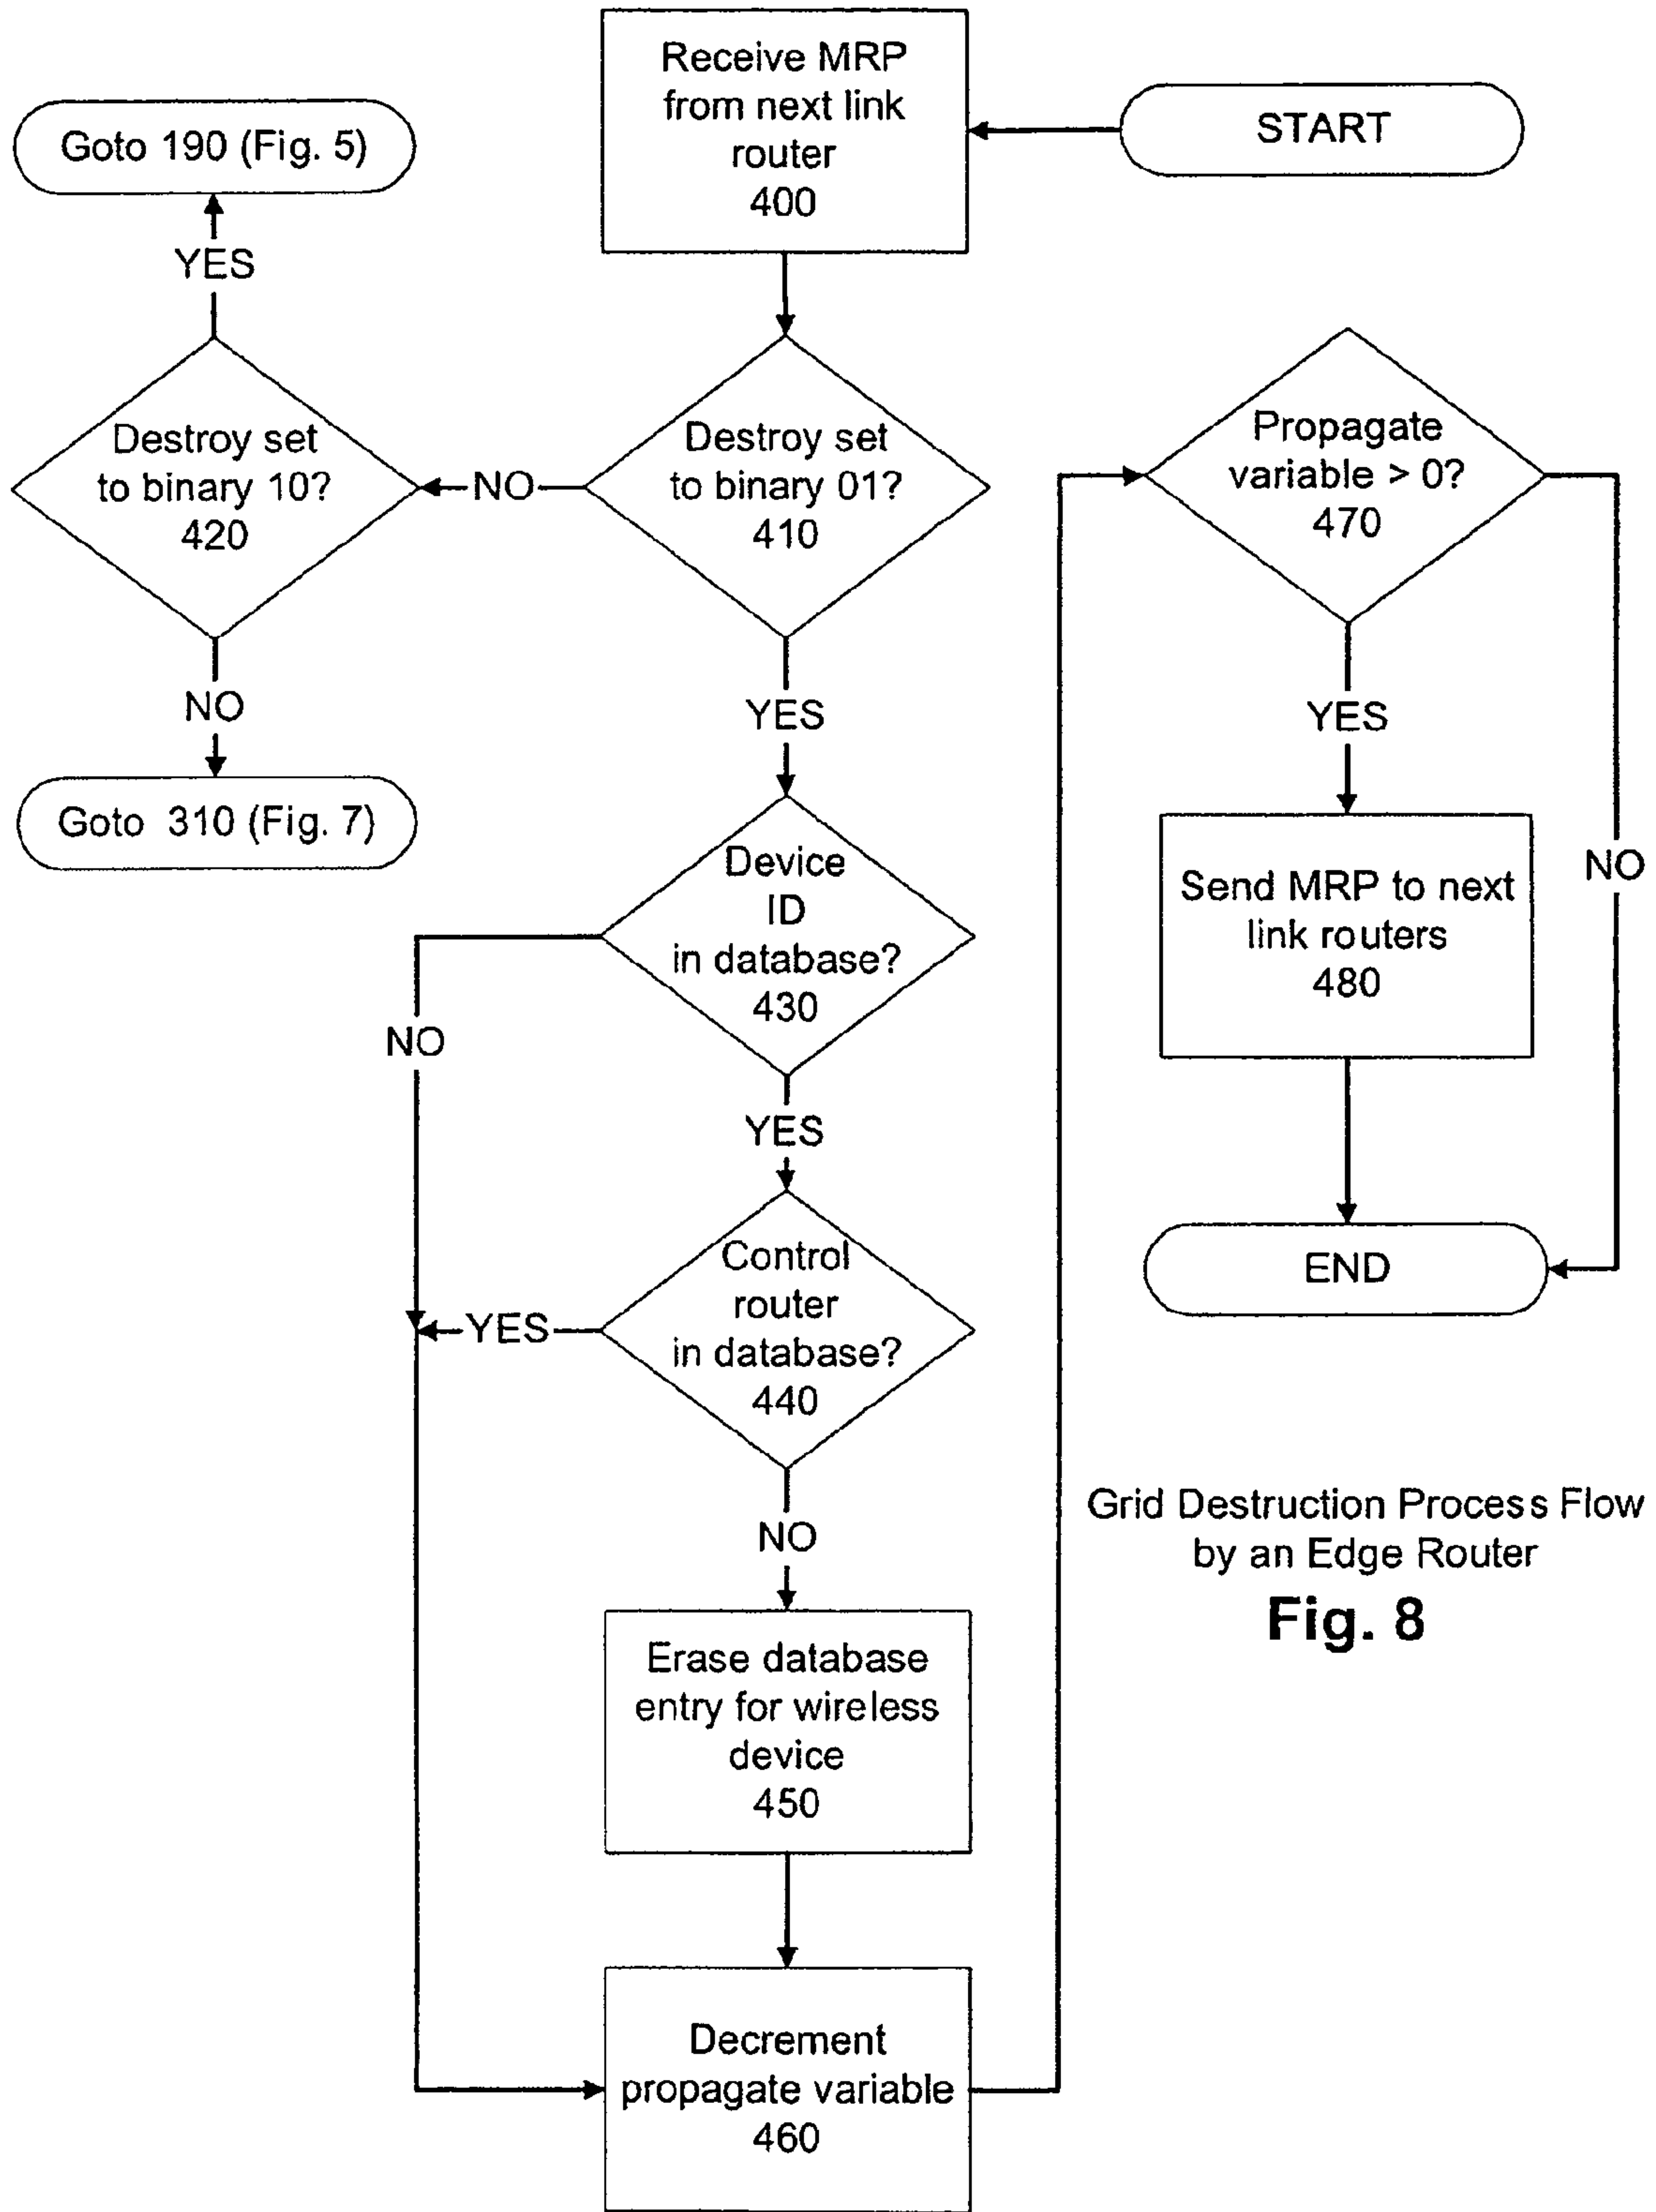 Receive MRP
from next link
router
400
START
Goto 190 (Fig. 5)
YES
Destroy set
to binary 10?
420
NO
Destroy set
to binary 01?
410
NO
Goto 310 (Fig. 7)
YES
Device
ID
in database?
430
NO
YES
Control
router
in database?
440
YES
NO
Erase database
entry for wireless
device
450
Decrement
propagate variable
460
Propagate
variable > 0?
470
YES
NO
Send MRP to next
link routers
480
END
Grid Destruction Process Flow
by an Edge Router
Fig. 8